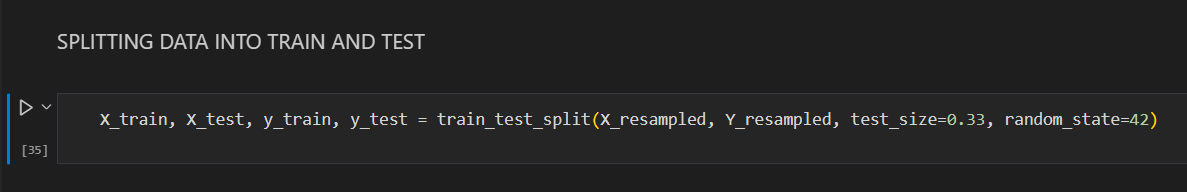 SPLITTING DATA INTO TRAIN AND TEST
X_train, X_test, y_train, y_test = train_test_split(X_resampled, Y_resampled, test_size=0.33, random_state=42)
[35]